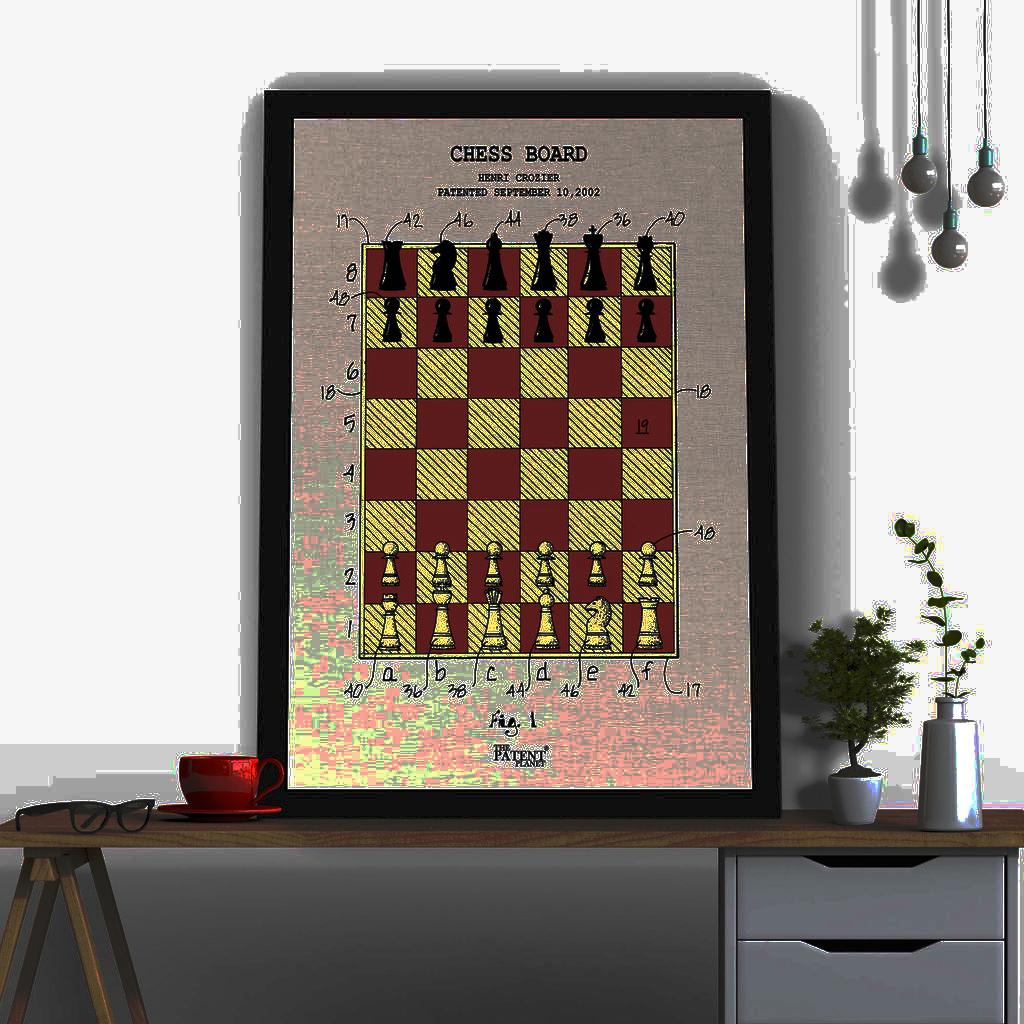 CHESS BOARD
HENRI CROZIER
PATENTED SEPTEMBER 10,2002
17 42 46 44 38 36 40
8
48
7
6
18 18
5 19
4
3
48
2
1
a b c d e f
40 36 38 44 46 42 17
Fig. 1
THE
PATENT
PLANET